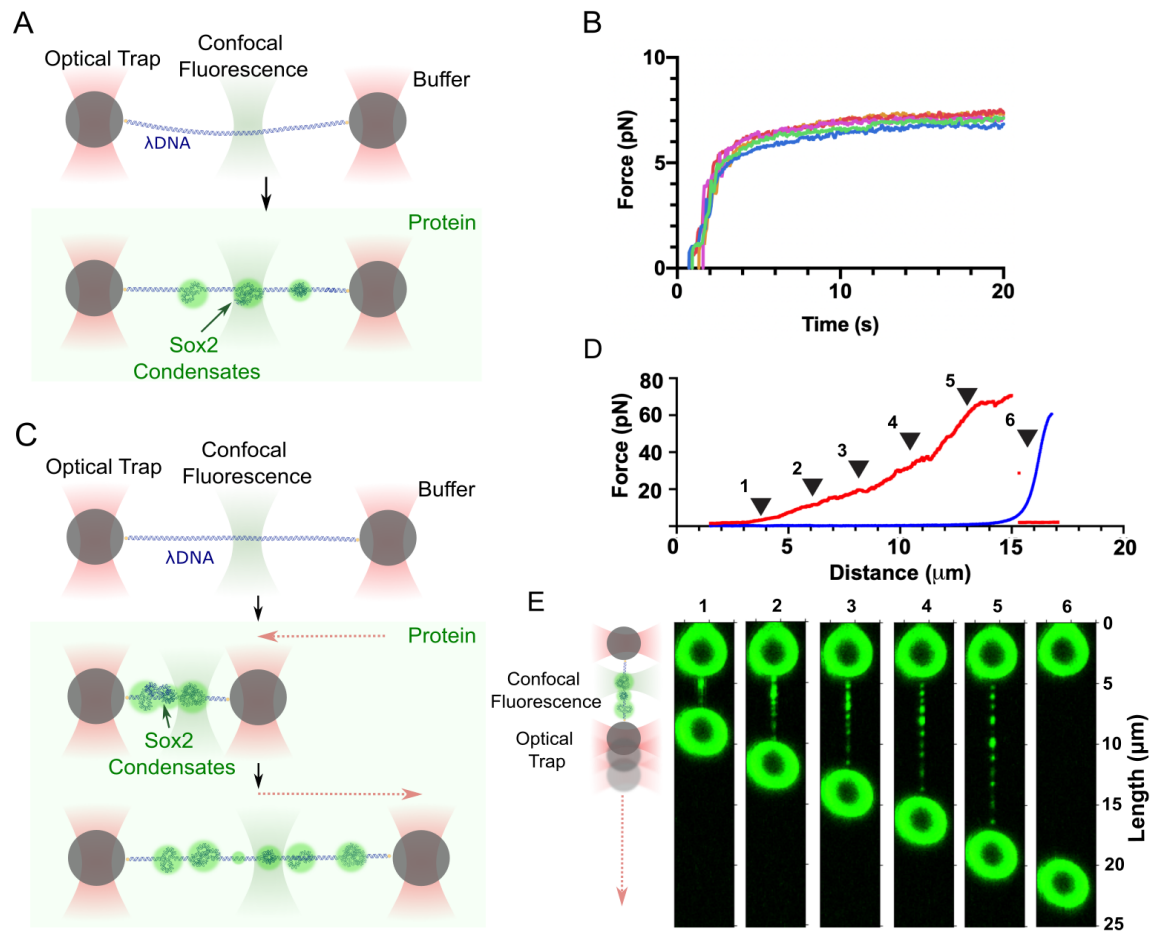 A
Optical Trap
Confocal
Fluorescence
Buffer
λDNA
Protein
Sox2
Condensates
B
Force (pN)
10
5
0
0
10
20
Time (s)
C
Optical Trap
Confocal
Fluorescence
Buffer
λDNA
Protein
Sox2
Condensates
D
Force (pN)
80
60
40
20
1
2
3
4
5
6
0
5
10
15
20
Distance (μm)
E
Confocal
Fluorescence
Optical
Trap
1
2
3
4
5
6
0
5
10
15
20
25
Length (μm)